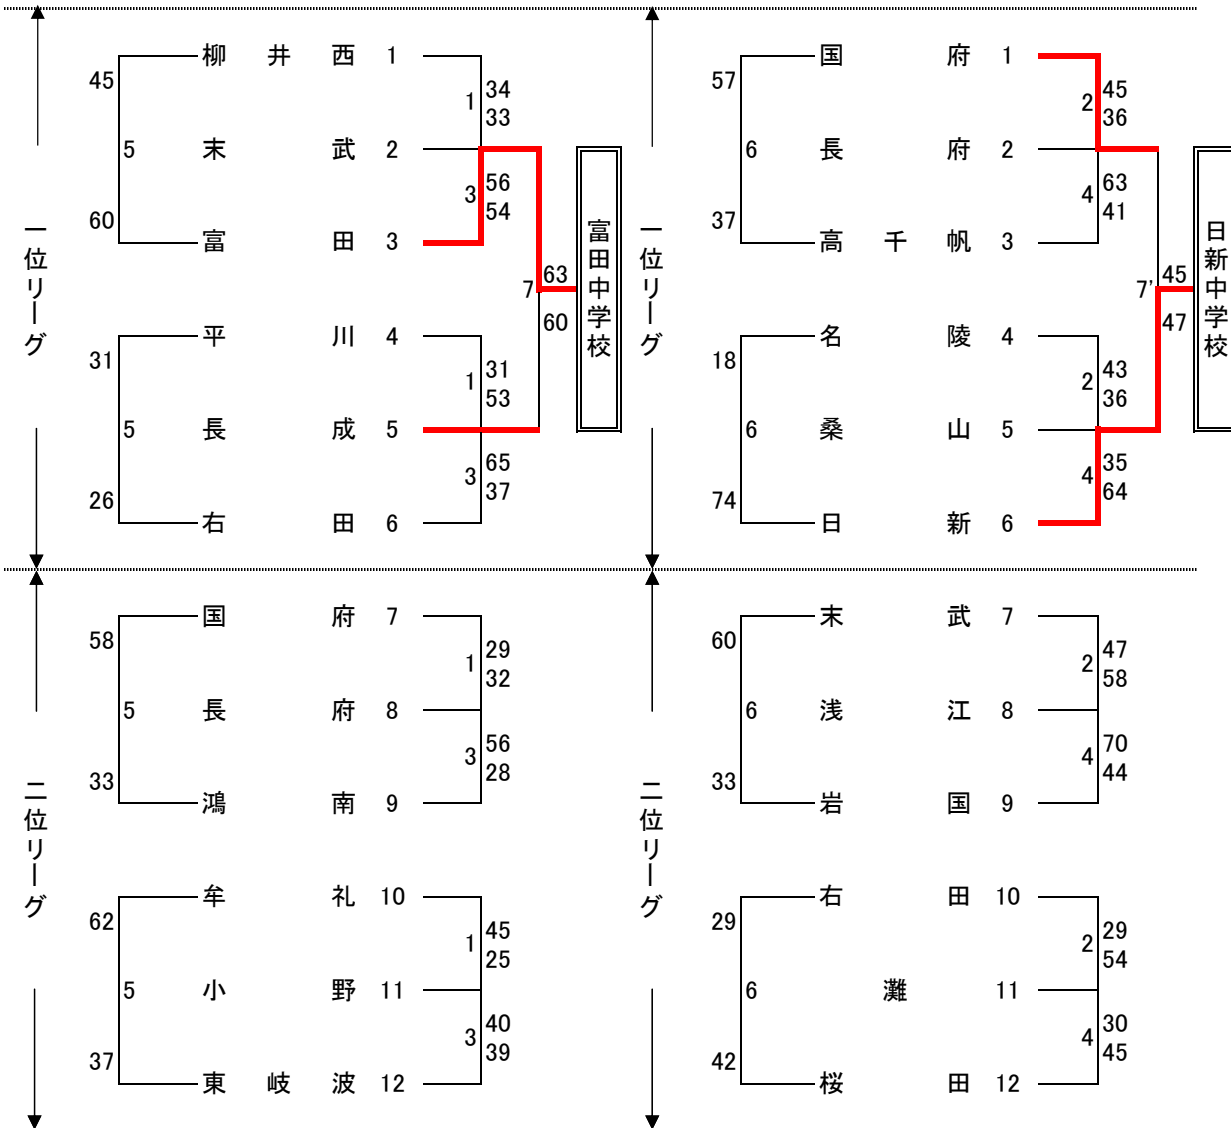 一位リーグ
45
柳井西 1
1
34
33
5
末武 2
3
56
54
60
富田 3
7
63
60
富田中学校
31
平川 4
1
31
53
5
長成 5
3
65
37
26
右田 6
一位リーグ
57
国府 1
2
45
36
6
長府 2
4
63
41
37
高千帆 3
7'
45
47
日新中学校
18
名陵 4
2
43
36
6
桑山 5
4
35
64
74
日新 6
二位リーグ
58
国府 7
1
29
32
5
長府 8
3
56
28
33
鴻南 9
62
牟礼 10
1
45
25
5
小野 11
3
40
39
37
東岐波 12
二位リーグ
60
末武 7
2
47
58
6
浅江 8
4
70
44
33
岩国 9
29
右田 10
2
29
54
6
灘 11
4
30
45
42
桜田 12